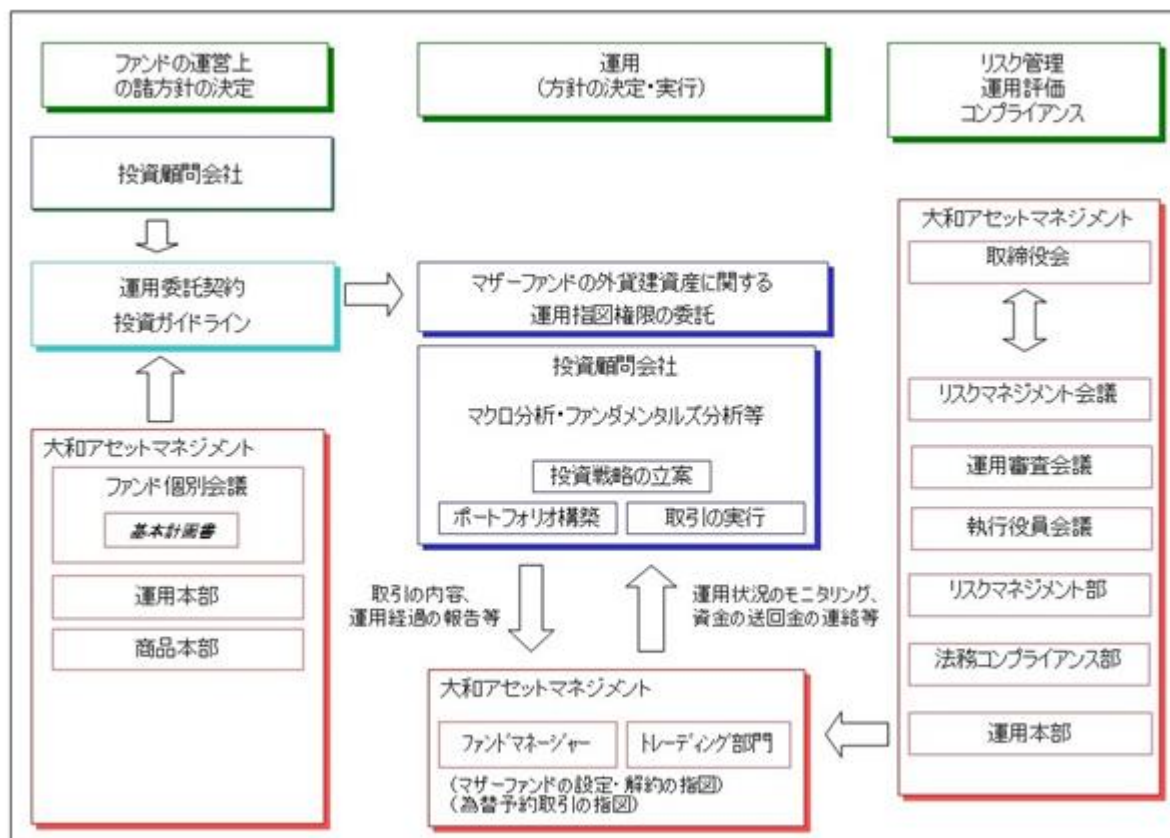 ファンドの運営上
の諸方針の決定
運用
(方針の決定・実行)
リスク管理
運用評価
コンプライアンス
投資顧問会社
運用委託契約
投資ガイドライン
大和アセットマネジメント
ファンド個別会議
基本計画書
運用本部
商品本部
マザーファンドの外貨建資産に関する
運用指図権限の委託
投資顧問会社
マクロ分析・ファンダメンタルズ分析等
投資戦略の立案
ポートフォリオ構築
取引の実行
取引の内容、
運用経過の報告等
運用状況のモニタリング、
資金の送回金の連絡等
大和アセットマネジメント
ファンドマネージャー
トレーディング部門
(マザーファンドの設定・解約の指図)
(為替予約取引の指図)
大和アセットマネジメント
取締役会
リスクマネジメント会議
運用審査会議
執行役員会議
リスクマネジメント部
法務コンプライアンス部
運用本部